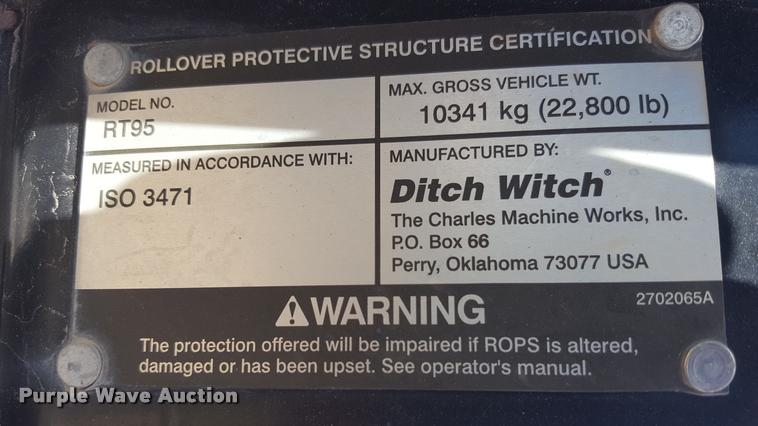 ROLLOVER PROTECTIVE STRUCTURE CERTIFICATION
MODEL NO.
RT95
MAX. GROSS VEHICLE WT.
10341 kg (22,800 lb)
MEASURED IN ACCORDANCE WITH:
ISO 3471
MANUFACTURED BY:
Ditch Witch®
The Charles Machine Works, Inc.
P.O. Box 66
Perry, Oklahoma 73077 USA
WARNING
2702065A
The protection offered will be impaired if ROPS is altered,
damaged or has been upset. See operator's manual.
Purple Wave Auction